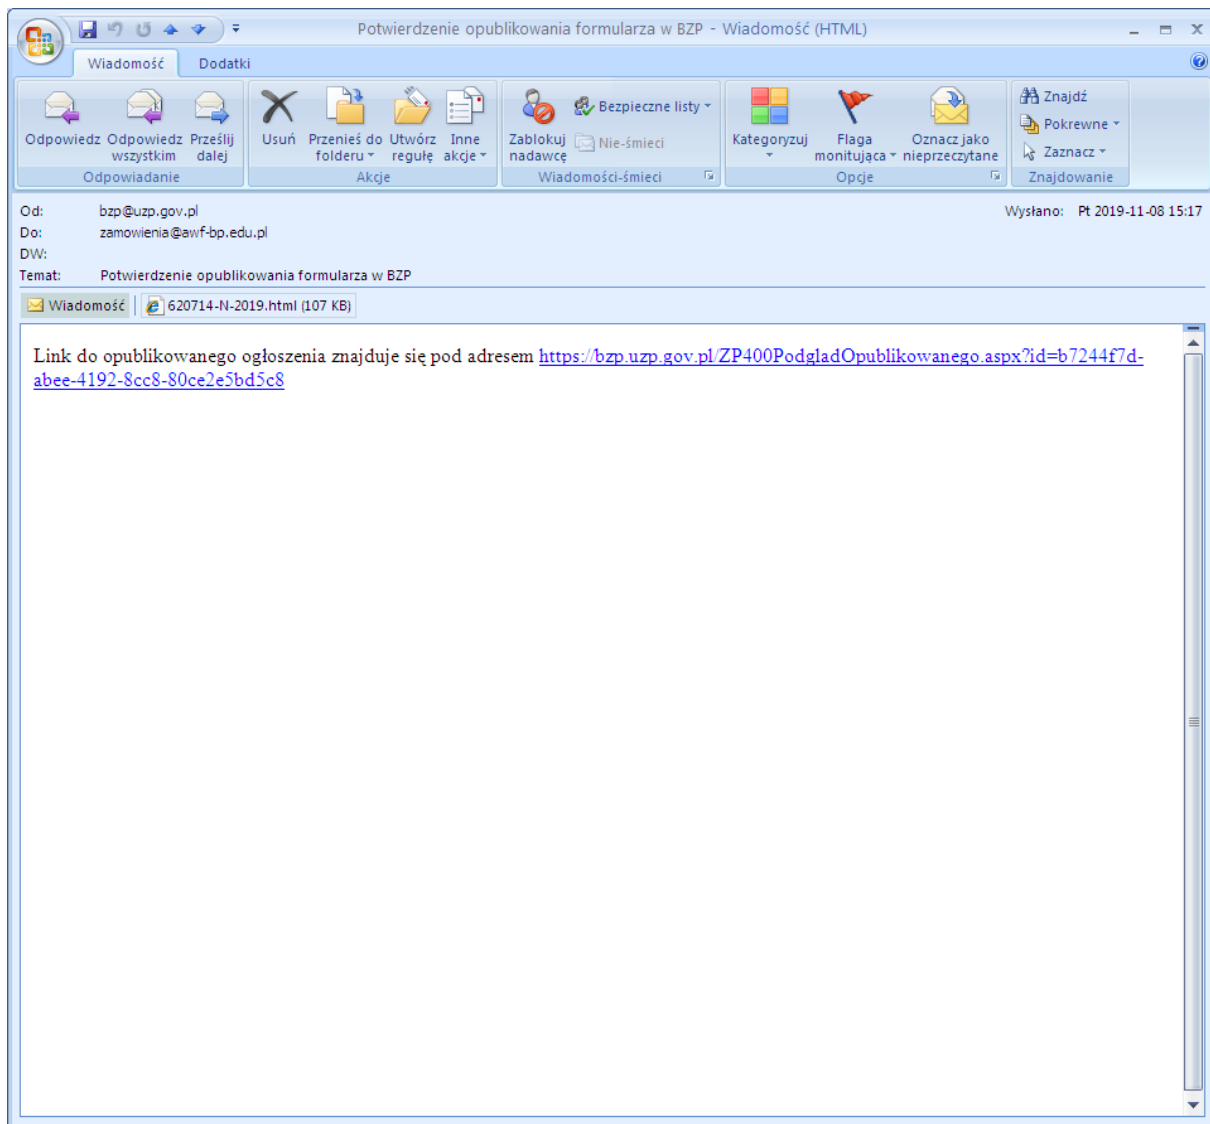 Potwierdzenie opublikowania formularza w BZP - Wiadomość (HTML)
Wiadomość Dodatki
Odpowiedz Odpowiedz wszystkim Prześlij dalej
Usuń Przenieś do folderu Utwórz regułę Inne akcje
Zablokuj nadawcę Bezpieczne listy Nie-śmieci
Kategoryzuj Flaga monitująca Oznacz jako nieprzeczytane
Znajdź
Pokrewne
Zaznacz
Odpowiadanie Akcje Wiadomości-śmieci Opcje Znajdowanie
Od: bzp@uzp.gov.pl Wysłano: Pt 2019-11-08 15:17
Do: zamowienia@awf-bp.edu.pl
DW:
Temat: Potwierdzenie opublikowania formularza w BZP
Wiadomość 620714-N-2019.html (107 KB)
Link do opublikowanego ogłoszenia znajduje się pod adresem https://bzp.uzp.gov.pl/ZP400PodgladOpublikowanego.aspx?id=b7244f7d-
abee-4192-8cc8-80ce2e5bd5c8